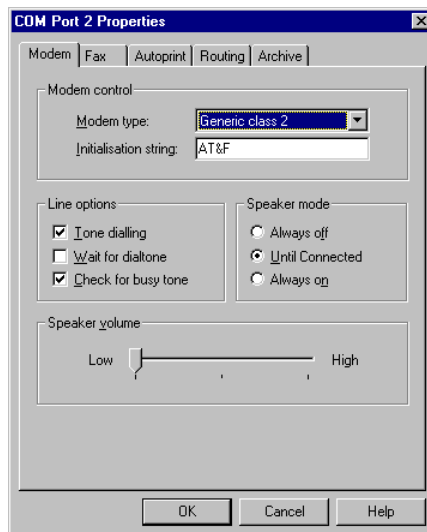 COM Port 2 Properties
Modem Fax Autoprint Routing Archive
Modem control
Modem type: Generic class 2
Initialisation string: AT&F
Line options
Tone dialling
Wait for dialtone
Check for busy tone
Speaker mode
Always off
Until Connected
Always on
Speaker volume
Low High
OK Cancel Help